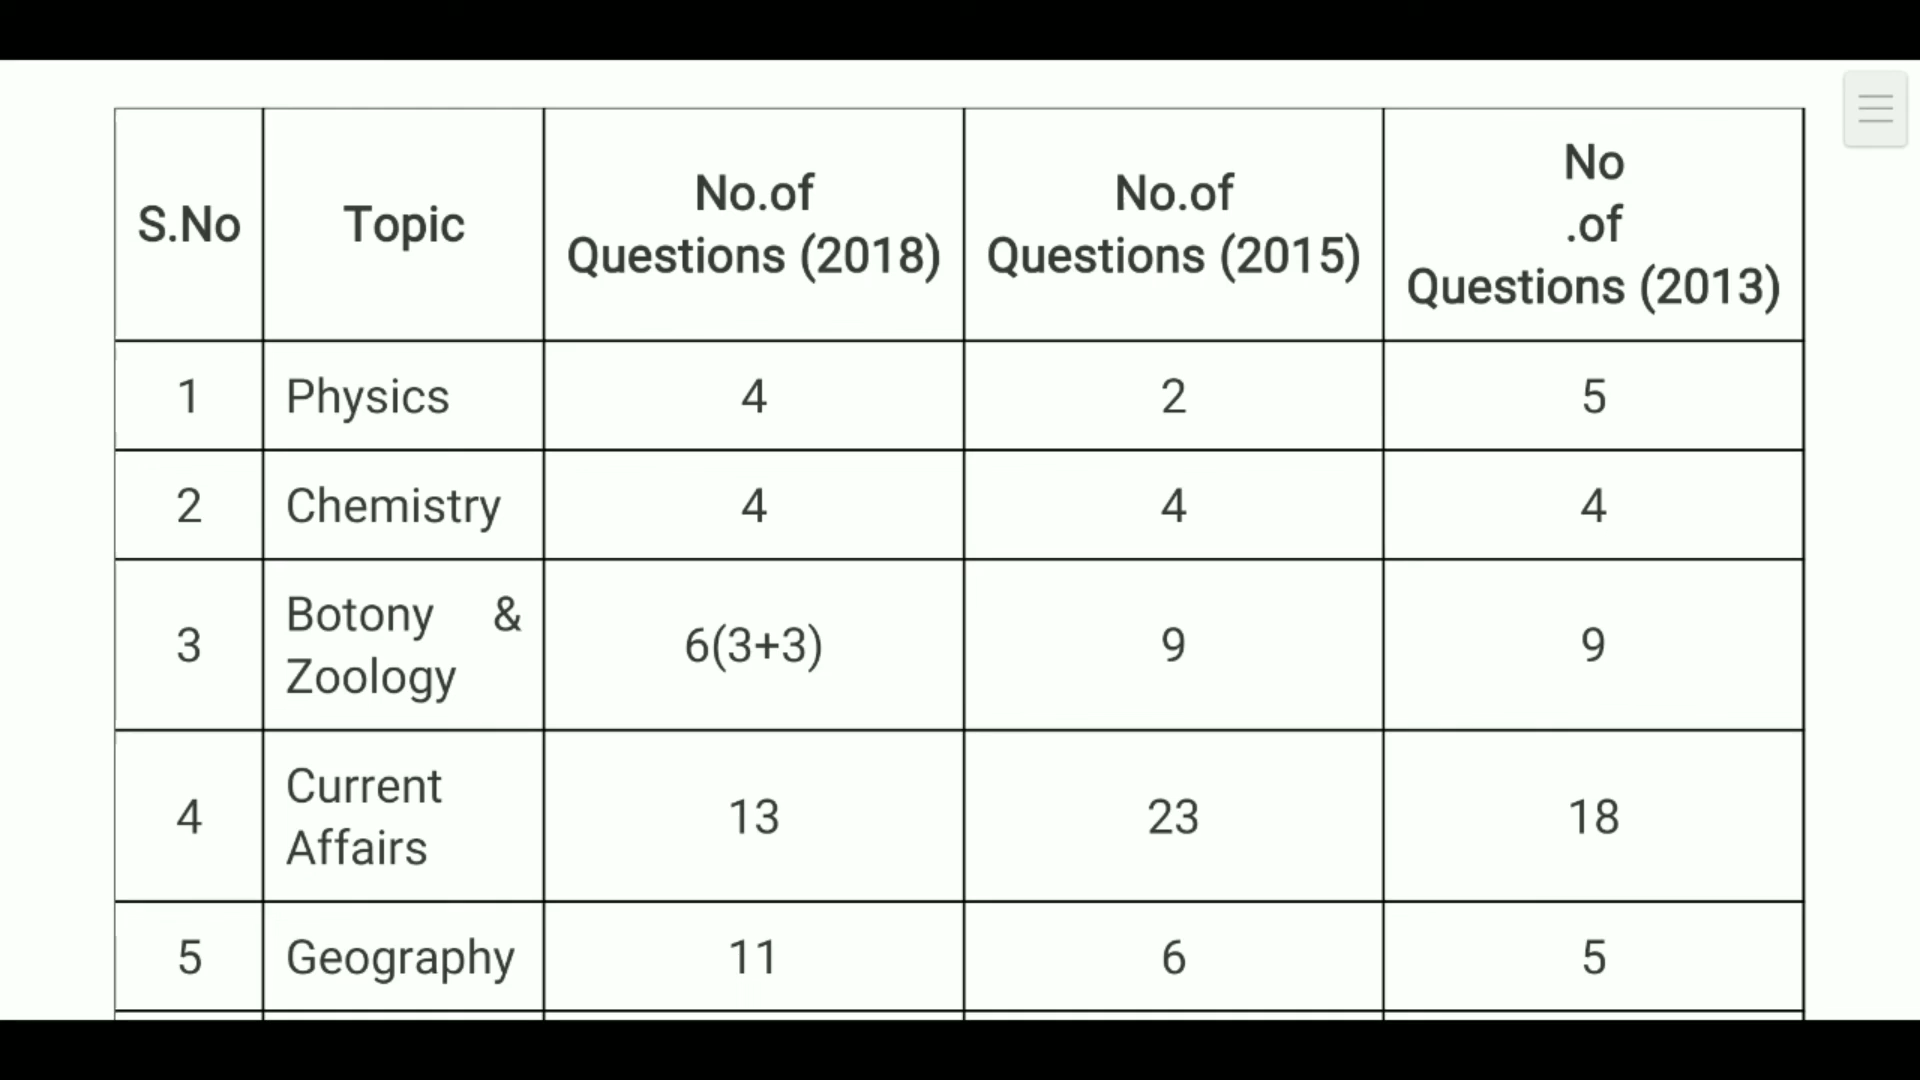 S.No Topic No.of Questions (2018) No.of Questions (2015) No .of Questions (2013)
1 Physics 4 2 5
2 Chemistry 4 4 4
3 Botony & Zoology 6(3+3) 9 9
4 Current Affairs 13 23 18
5 Geography 11 6 5